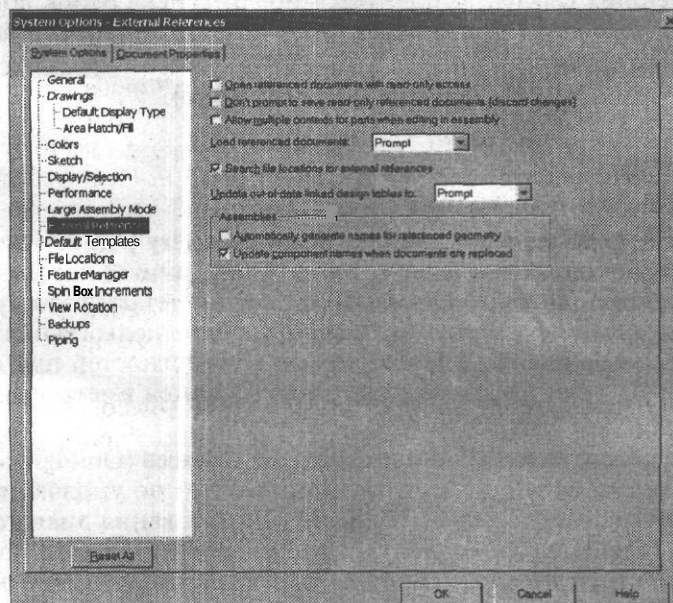 System Options - External References
System Options
Document Properties
General
Drawings
Default Display Type
Area Hatch/Fill
Colors
Sketch
Display/Selection
Performance
Large Assembly Mode
External References
Default Templates
File Locations
FeatureManager
Spin Box Increments
View Rotation
Backups
Piping
Reset All
Open referenced documents with read-only access
Don't prompt to save read-only referenced documents (discard changes)
Allow multiple contexts for parts when editing in assembly
Load referenced documents: Prompt
Search file locations for external references
Update out-of-date linked design tables to: Prompt
Assemblies
Automatically generate names for referenced geometry
Update component names when documents are replaced
OK
Cancel
Help